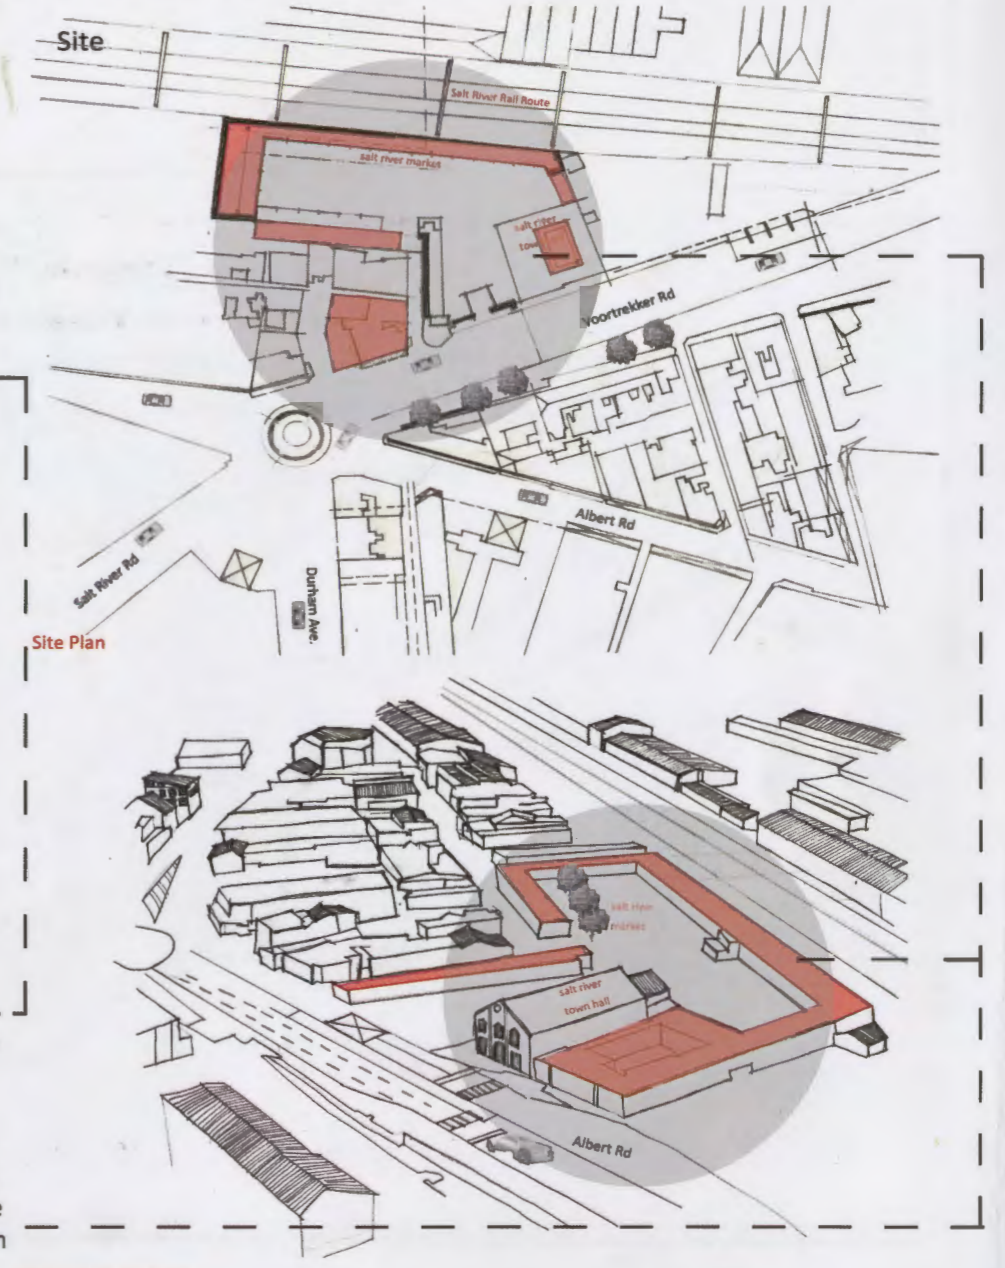 Site
Salt River Rail Route
salt river market
salt river
town
Voortrekker Rd
Albert Rd
Salt River Rd
Durham Ave.
Site Plan
salt river
market
salt river
town hall
Albert Rd